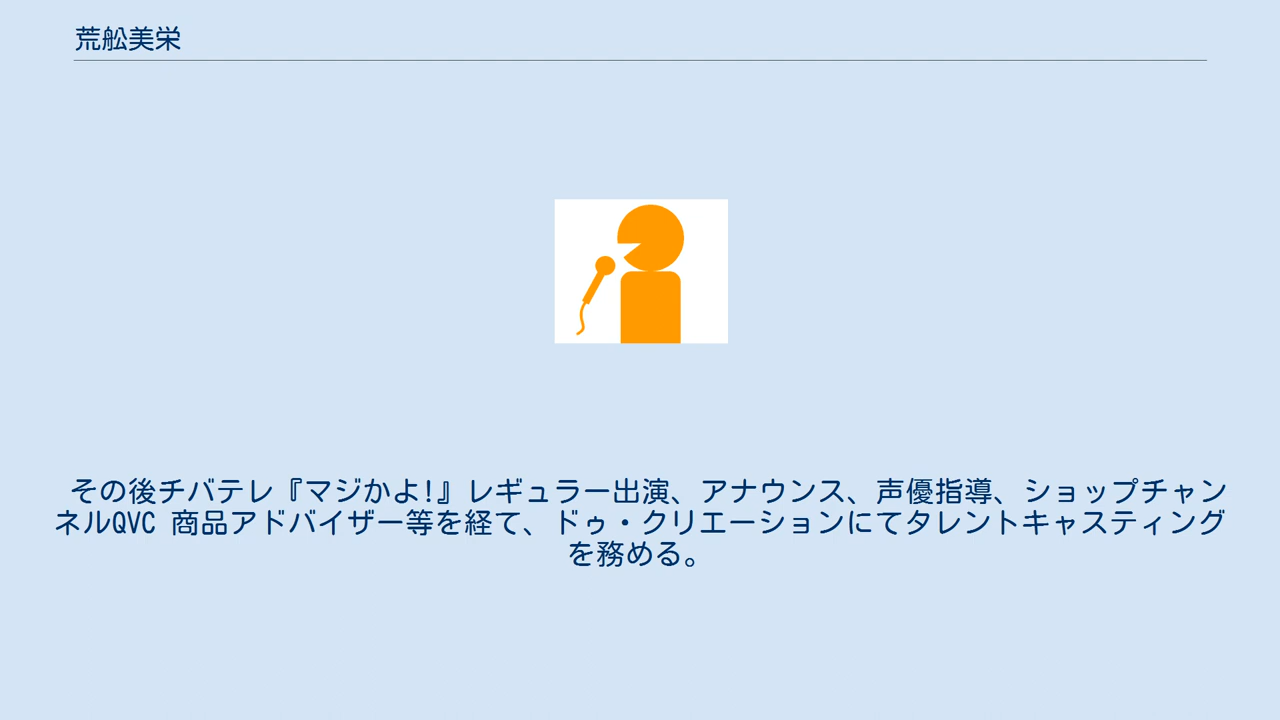 荒舩美栄
その後チバテレ『マジかよ!』レギュラー出演、アナウンス、声優指導、ショップチャン
ネルQVC 商品アドバイザー等を経て、ドゥ・クリエーションにてタレントキャスティング
を務める。